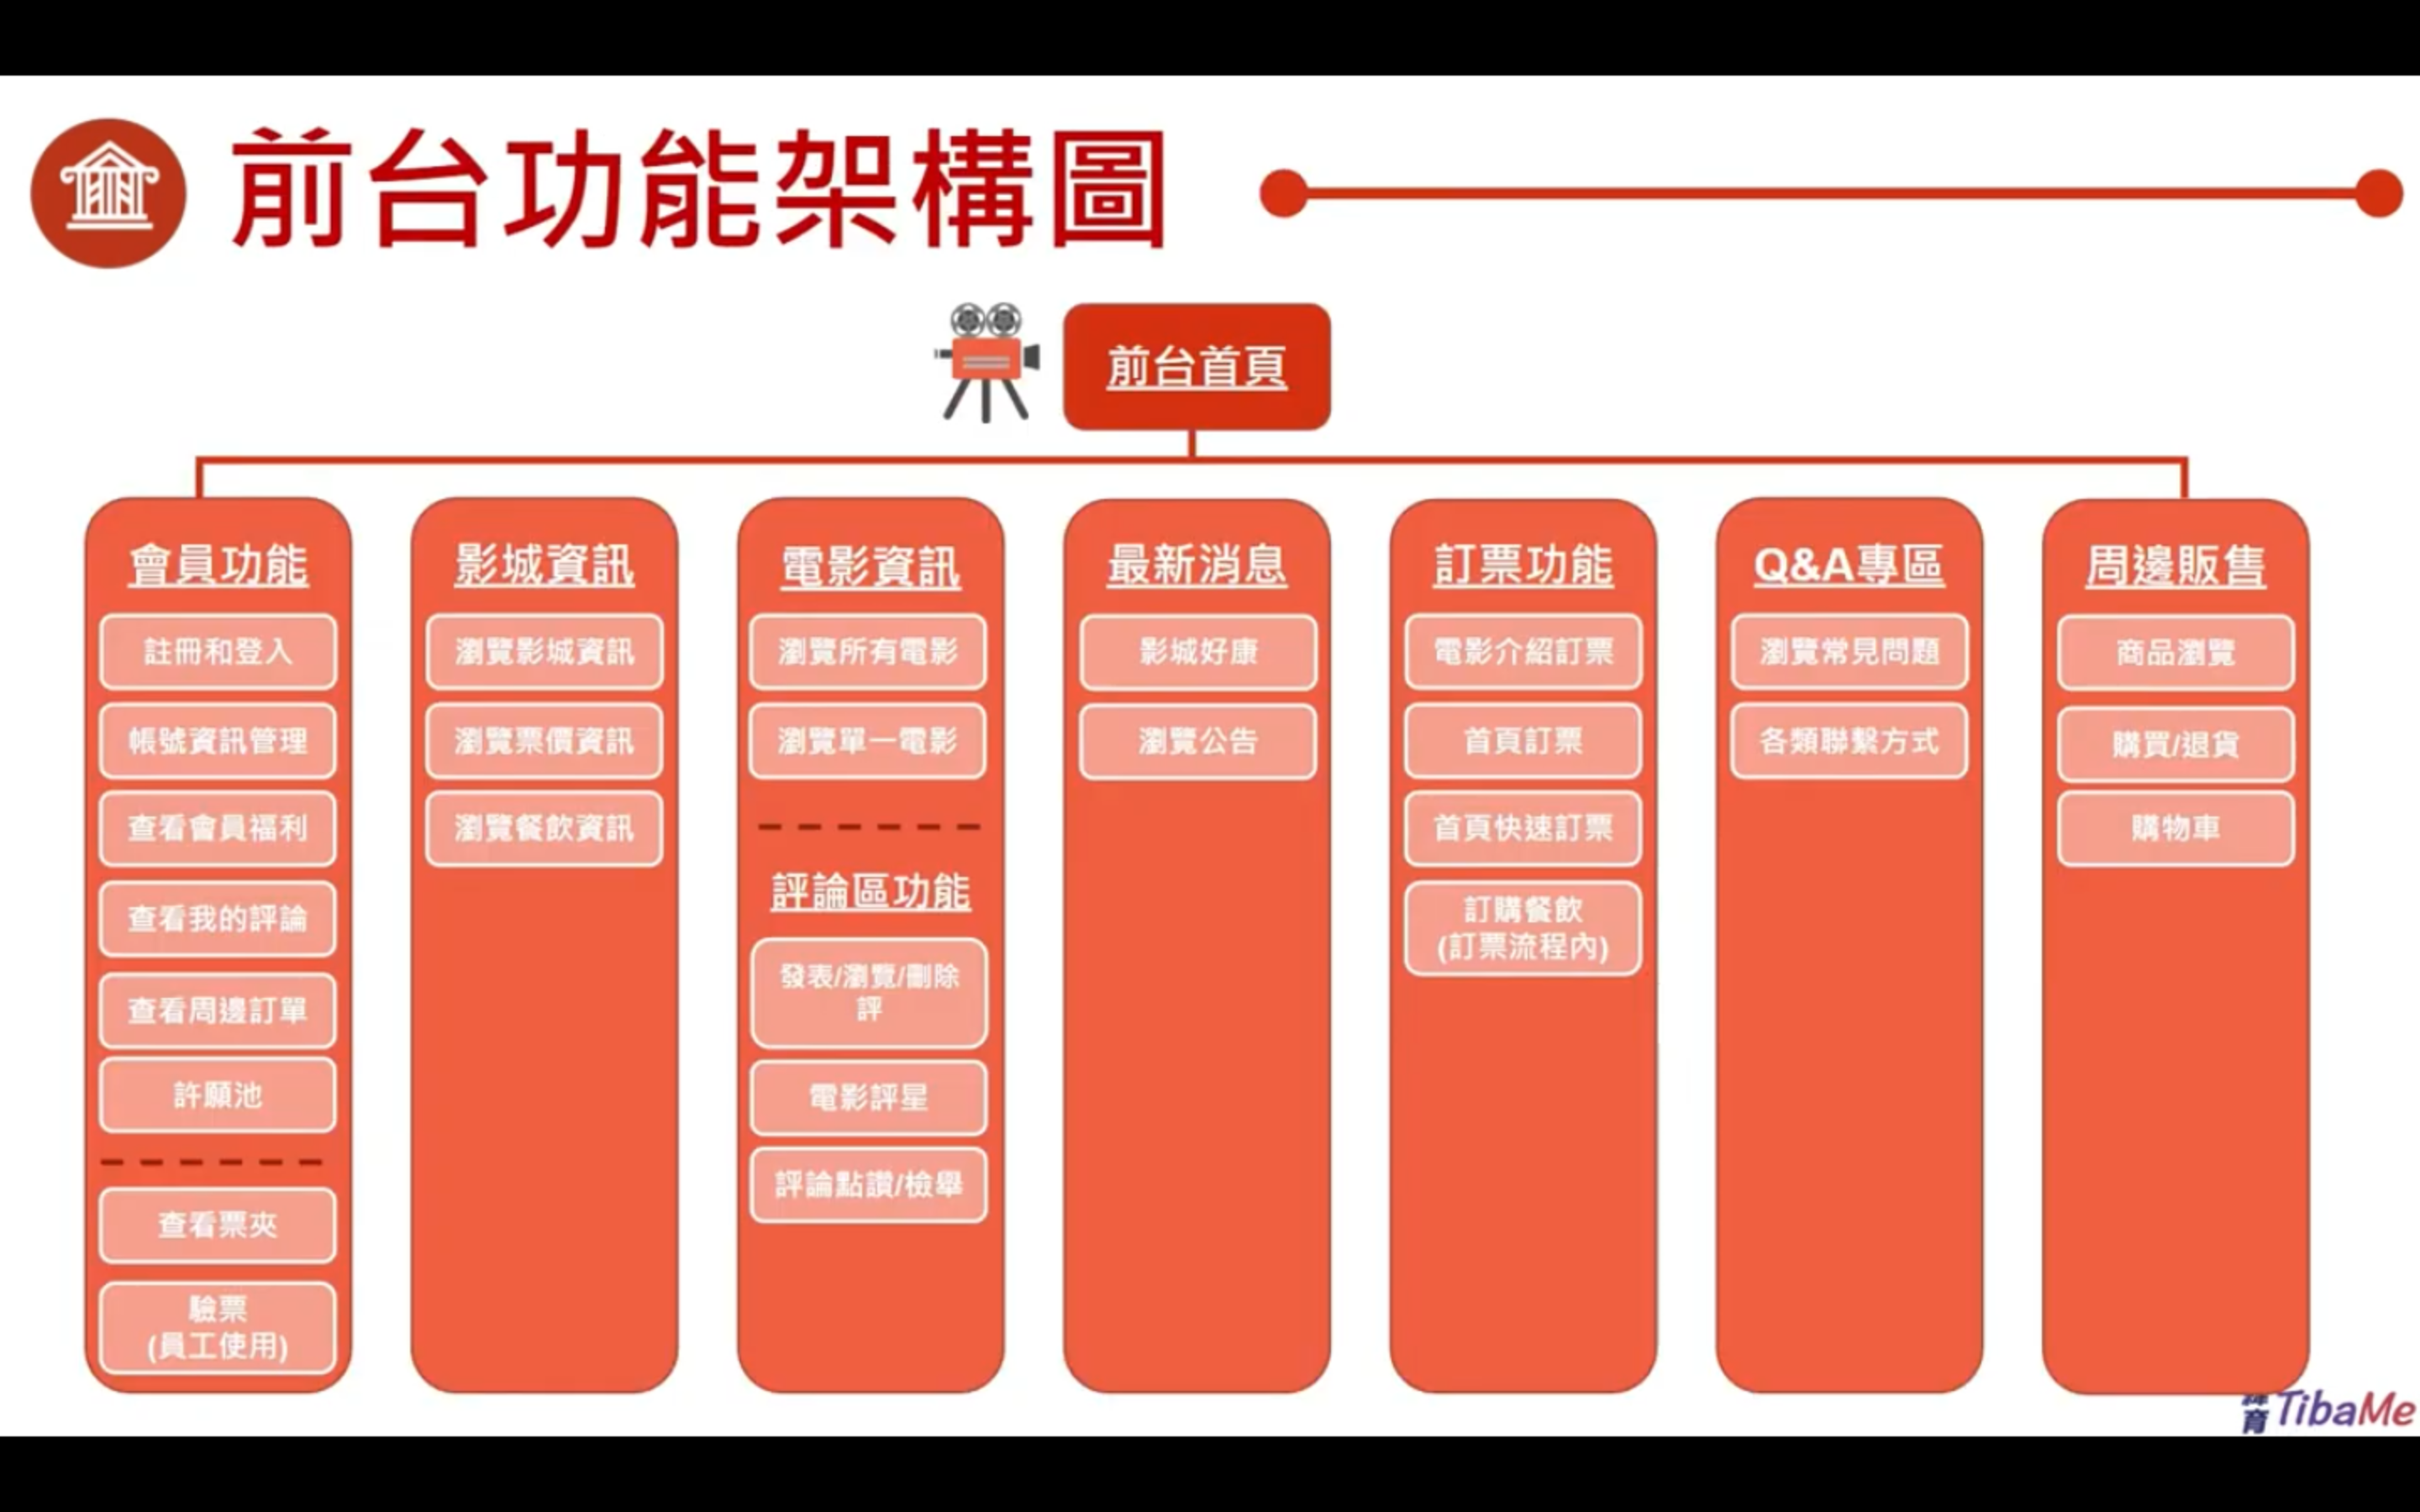 前台功能架構圖
前台首頁
會員功能
註冊和登入
帳號資訊管理
查看會員福利
查看我的評論
查看周邊訂單
許願池
查看票夾
驗票
(員工使用)
影城資訊
瀏覽影城資訊
瀏覽票價資訊
瀏覽餐飲資訊
電影資訊
瀏覽所有電影
瀏覽單一電影
評論區功能
發表/瀏覽/刪除
評
電影評星
評論點讚/檢舉
最新消息
影城好康
瀏覽公告
訂票功能
電影介紹訂票
首頁訂票
首頁快速訂票
訂購餐飲
(訂票流程內)
Q&A專區
瀏覽常見問題
各類聯繫方式
周邊販售
商品瀏覽
購買/退貨
購物車
TibaMe